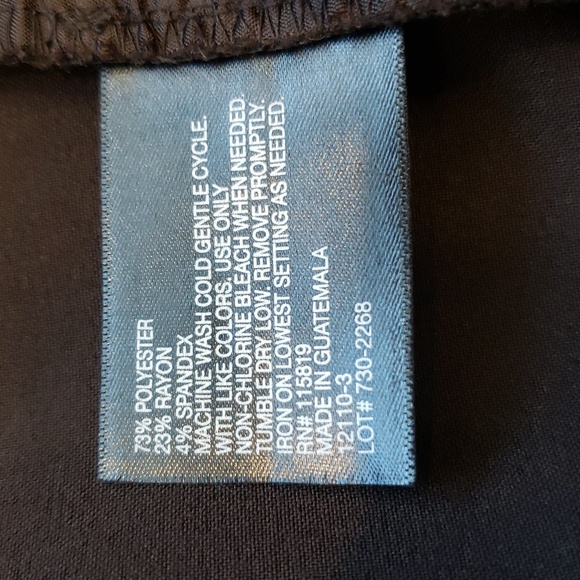 73% POLYESTER
23% RAYON
4% SPANDEX
MACHINE WASH COLD GENTLE CYCLE.
WITH LIKE COLORS. USE ONLY
NON-CHLORINE BLEACH WHEN NEEDED.
TUMBLE DRY LOW. REMOVE PROMPTLY.
IRON ON LOWEST SETTING AS NEEDED.
RN# 115819
MADE IN GUATEMALA
12110-3
LOT# 730-2268